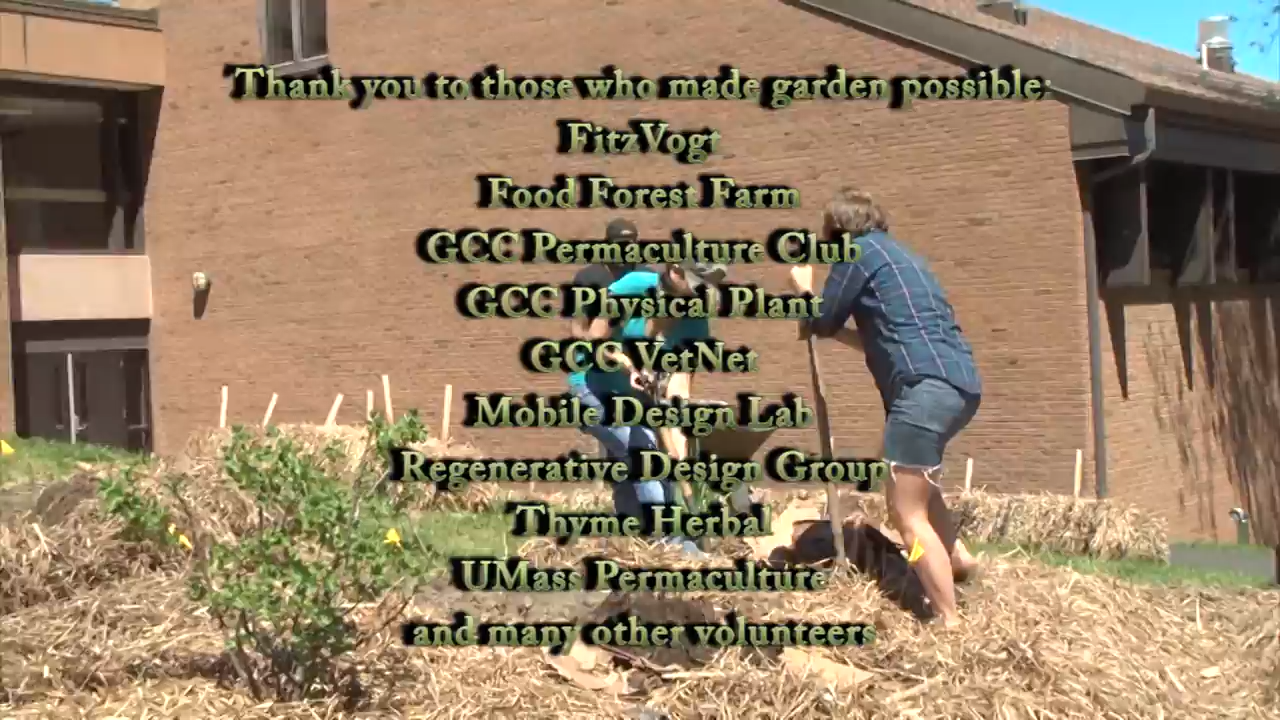 Thank you to those who made garden possible:
FitzVogt
Food Forest Farm
GCC Permaculture Club
GCC Physical Plant
GCC VetNet
Mobile Design Lab
Regenerative Design Group
Thyme Herbal
UMass Permaculture
and many other volunteers